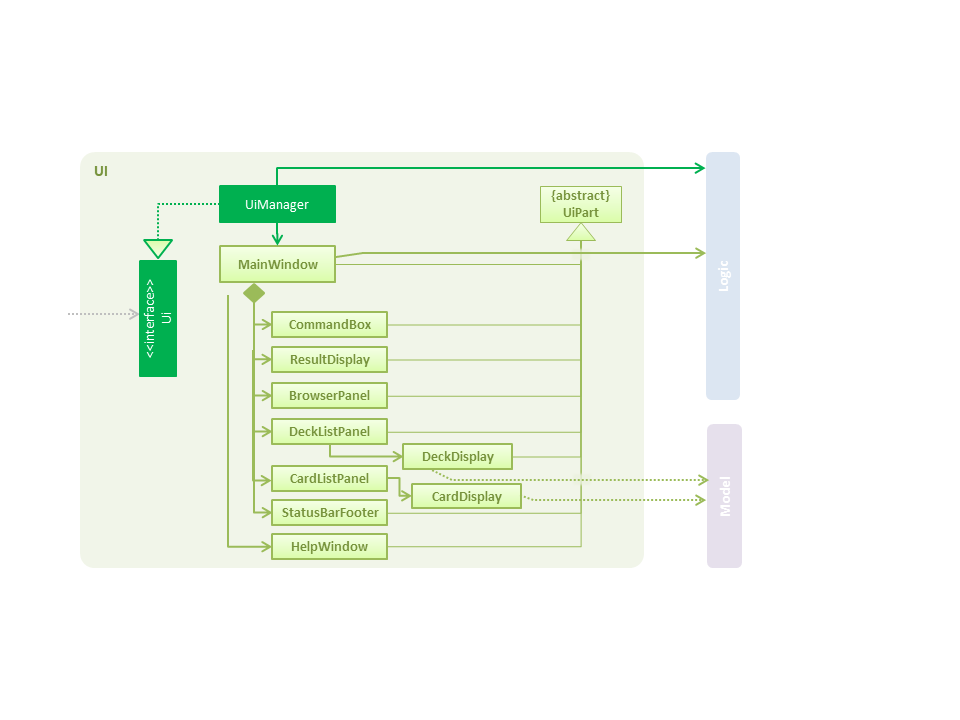 UI
UiManager
{abstract}
UiPart
MainWindow
<<interface>>
Ui
Logic
CommandBox
ResultDisplay
BrowserPanel
DeckListPanel
DeckDisplay
CardListPanel
CardDisplay
StatusBarFooter
HelpWindow
Model